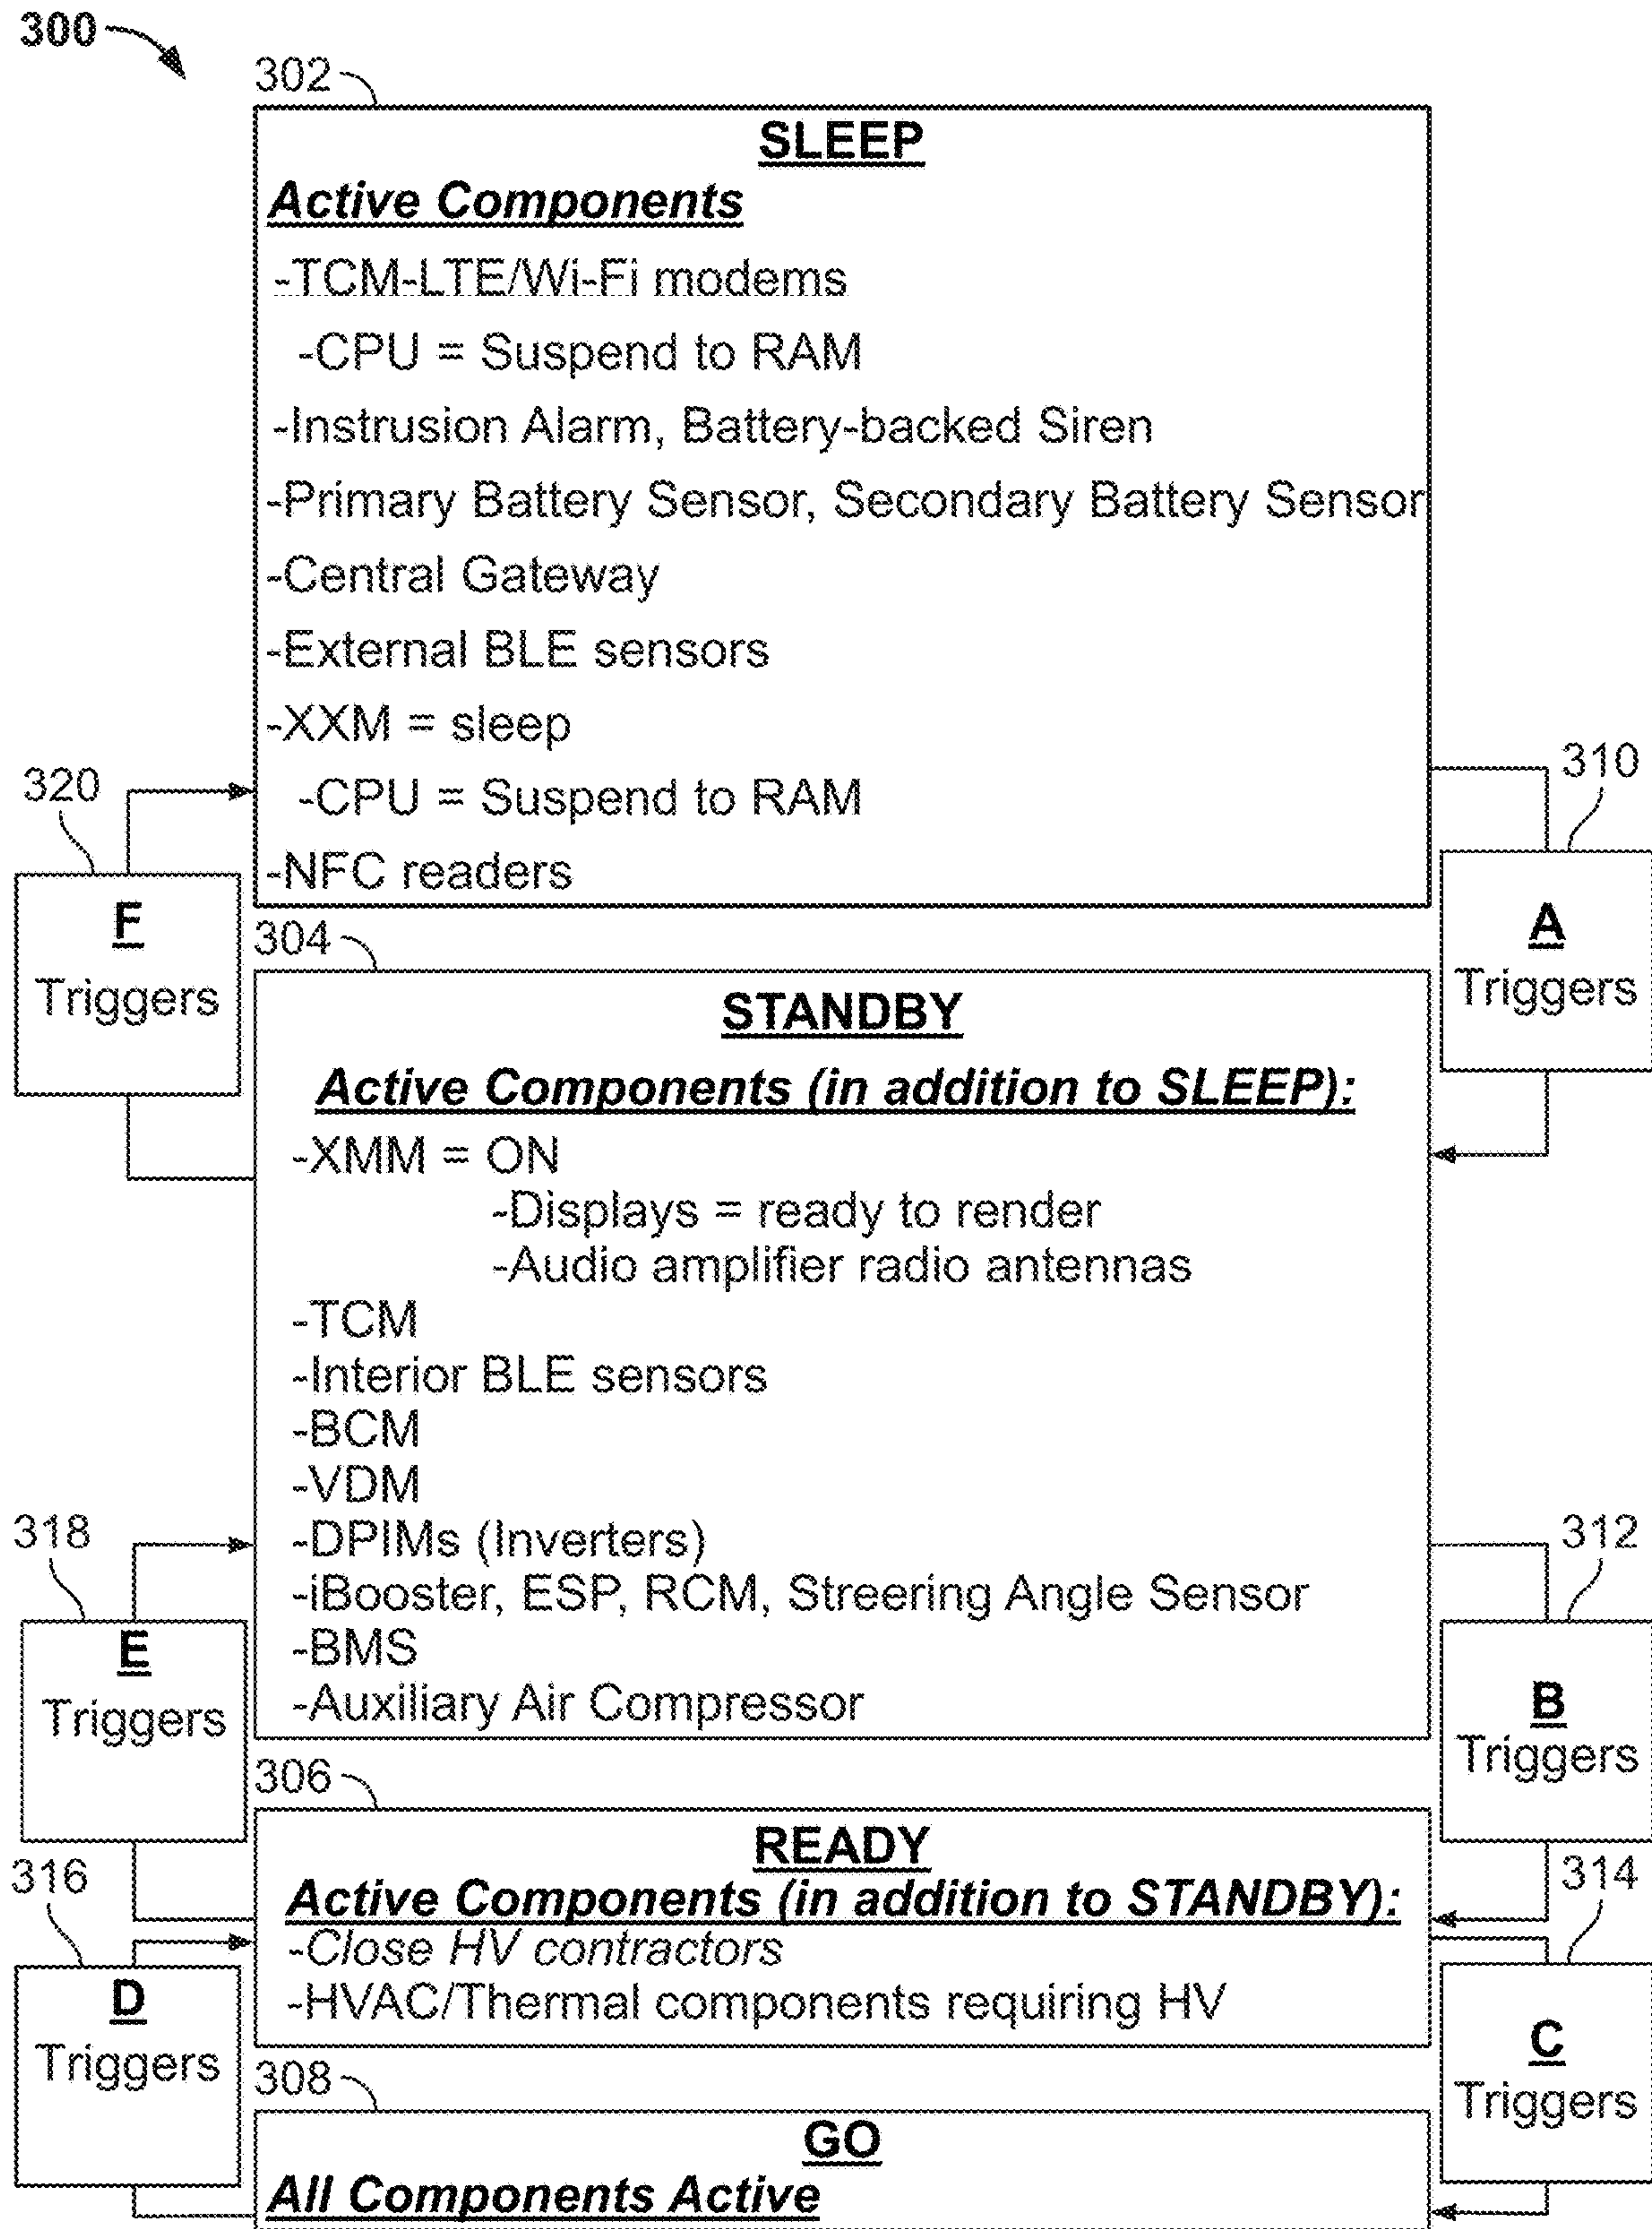 300
302
SLEEP
Active Components
-TCM-LTE/Wi-Fi modems
-CPU = Suspend to RAM
-Instrusion Alarm, Battery-backed Siren
-Primary Battery Sensor, Secondary Battery Sensor
-Central Gateway
-External BLE sensors
-XXM = sleep
-CPU = Suspend to RAM
-NFC readers
320
F
Triggers
310
A
Triggers
304
STANDBY
Active Components (in addition to SLEEP):
-XMM = ON
-Displays = ready to render
-Audio amplifier radio antennas
-TCM
-Interior BLE sensors
-BCM
-VDM
-DPIMs (Inverters)
-iBooster, ESP, RCM, Streering Angle Sensor
-BMS
-Auxiliary Air Compressor
318
E
Triggers
312
B
Triggers
306
READY
Active Components (in addition to STANDBY):
-Close HV contractors
-HVAC/Thermal components requiring HV
316
D
Triggers
314
C
Triggers
308
GO
All Components Active